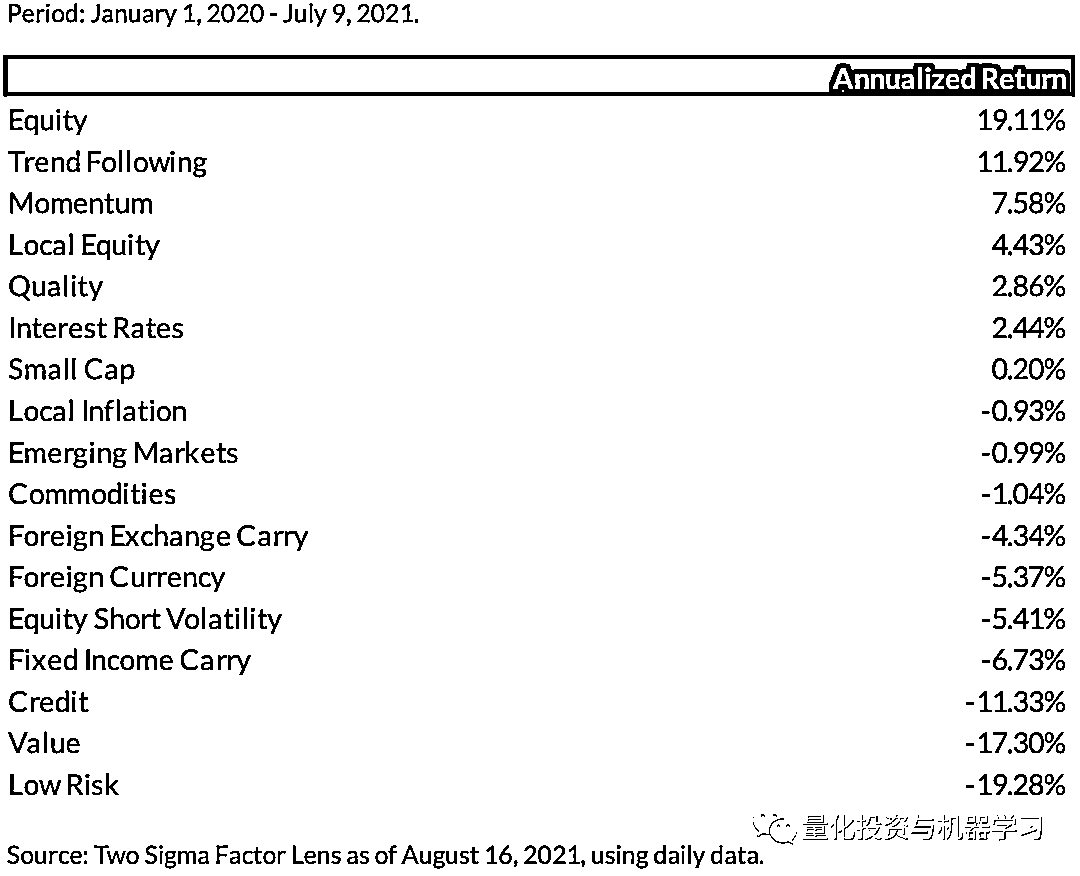 Period: January 1, 2020 - July 9, 2021.
Annualized Return
Equity 19.11%
Trend Following 11.92%
Momentum 7.58%
Local Equity 4.43%
Quality 2.86%
Interest Rates 2.44%
Small Cap 0.20%
Local Inflation -0.93%
Emerging Markets -0.99%
Commodities -1.04%
Foreign Exchange Carry -4.34%
Foreign Currency -5.37%
Equity Short Volatility -5.41%
Fixed Income Carry -6.73%
Credit -11.33%
Value -17.30%
Low Risk -19.28%
量化投资与机器学习
Source: Two Sigma Factor Lens as of August 16, 2021, using daily data.